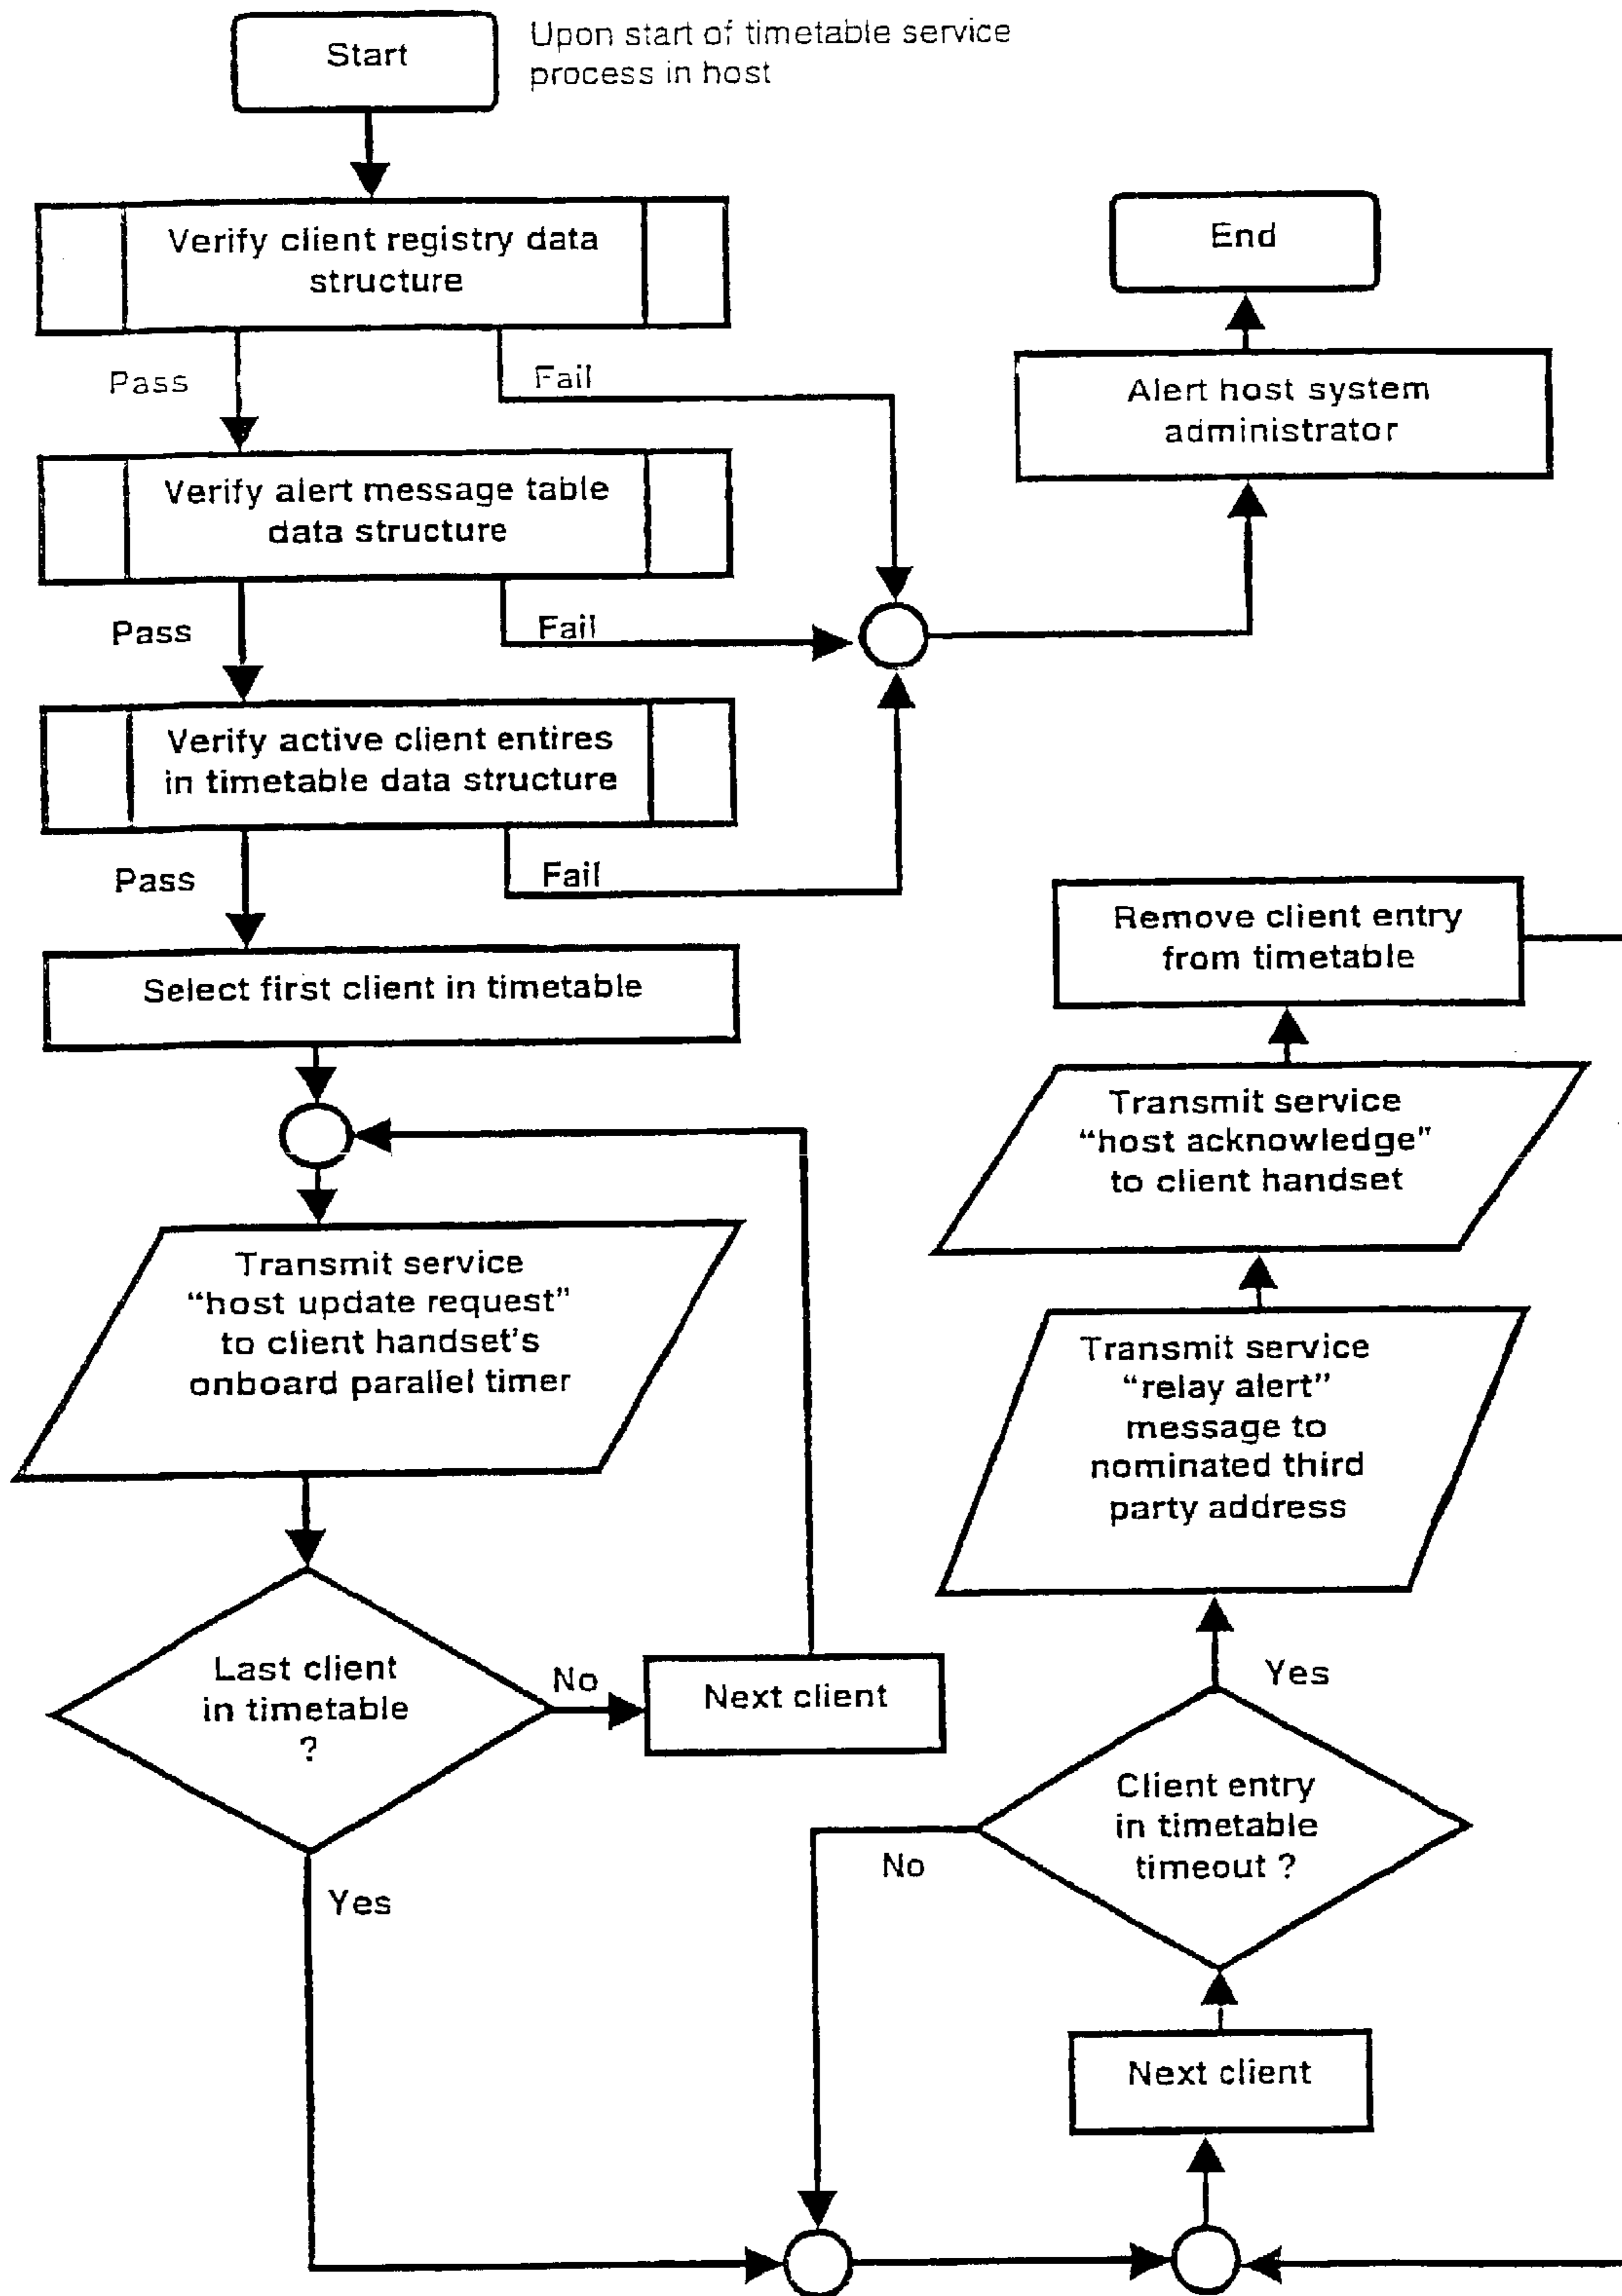 Start
Upon start of timetable service
process in host
Verify client registry data
structure
Pass
Fail
Verify alert message table
data structure
Pass
Fail
Verify active client entires
in timetable data structure
Pass
Fail
Select first client in timetable
Transmit service
“host update request”
to client handset's
onboard parallel timer
Last client
in timetable
?
No
Next client
Yes
End
Alert host system
administrator
Remove client entry
from timetable
Transmit service
“host acknowledge”
to client handset
Transmit service
“relay alert”
message to
nominated third
party address
Yes
Client entry
in timetable
timeout ?
No
Next client